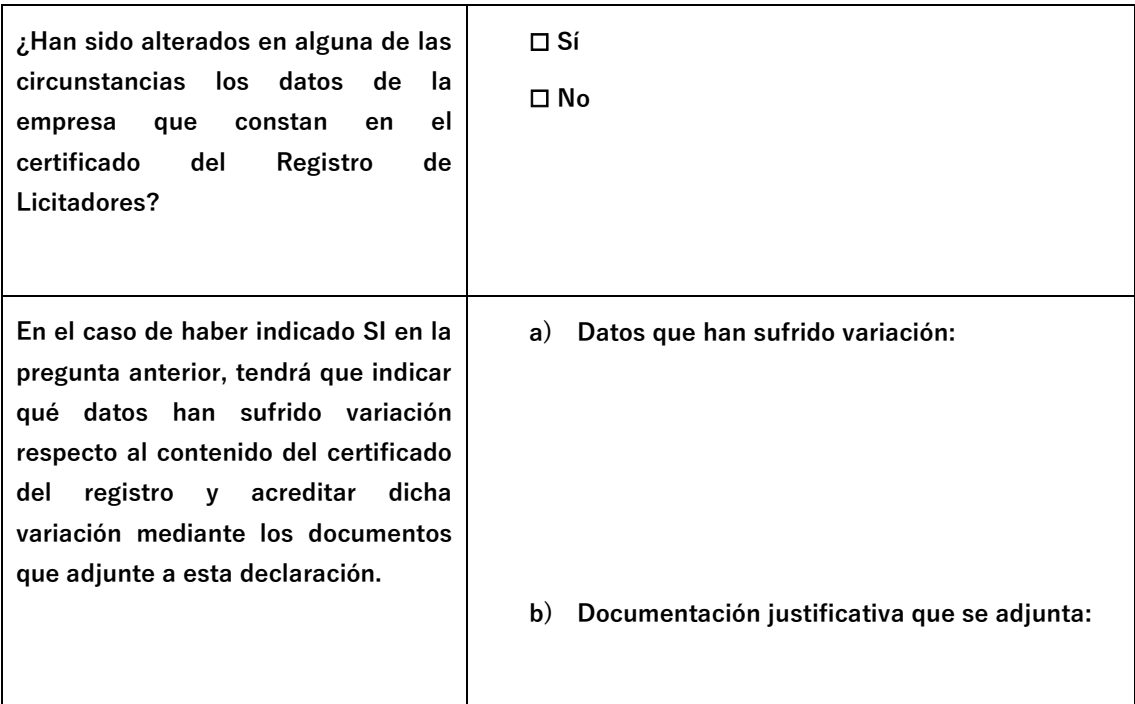 ¿Han sido alterados en alguna de las
circunstancias los datos de la
empresa que constan en el
certificado del Registro de
Licitadores?
☐ Sí
☐ No
En el caso de haber indicado SI en la
pregunta anterior, tendrá que indicar
qué datos han sufrido variación
respecto al contenido del certificado
del registro y acreditar dicha
variación mediante los documentos
que adjunte a esta declaración.
a) Datos que han sufrido variación:
b) Documentación justificativa que se adjunta: